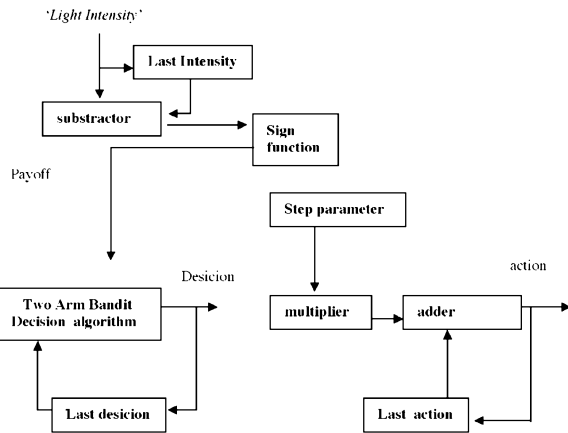 'Light Intensity'
Last Intensity
substractor
Sign
function
Payoff
Step parameter
Desicion
action
Two Arm Bandit
Decision algorithm
multiplier
adder
Last desicion
Last action